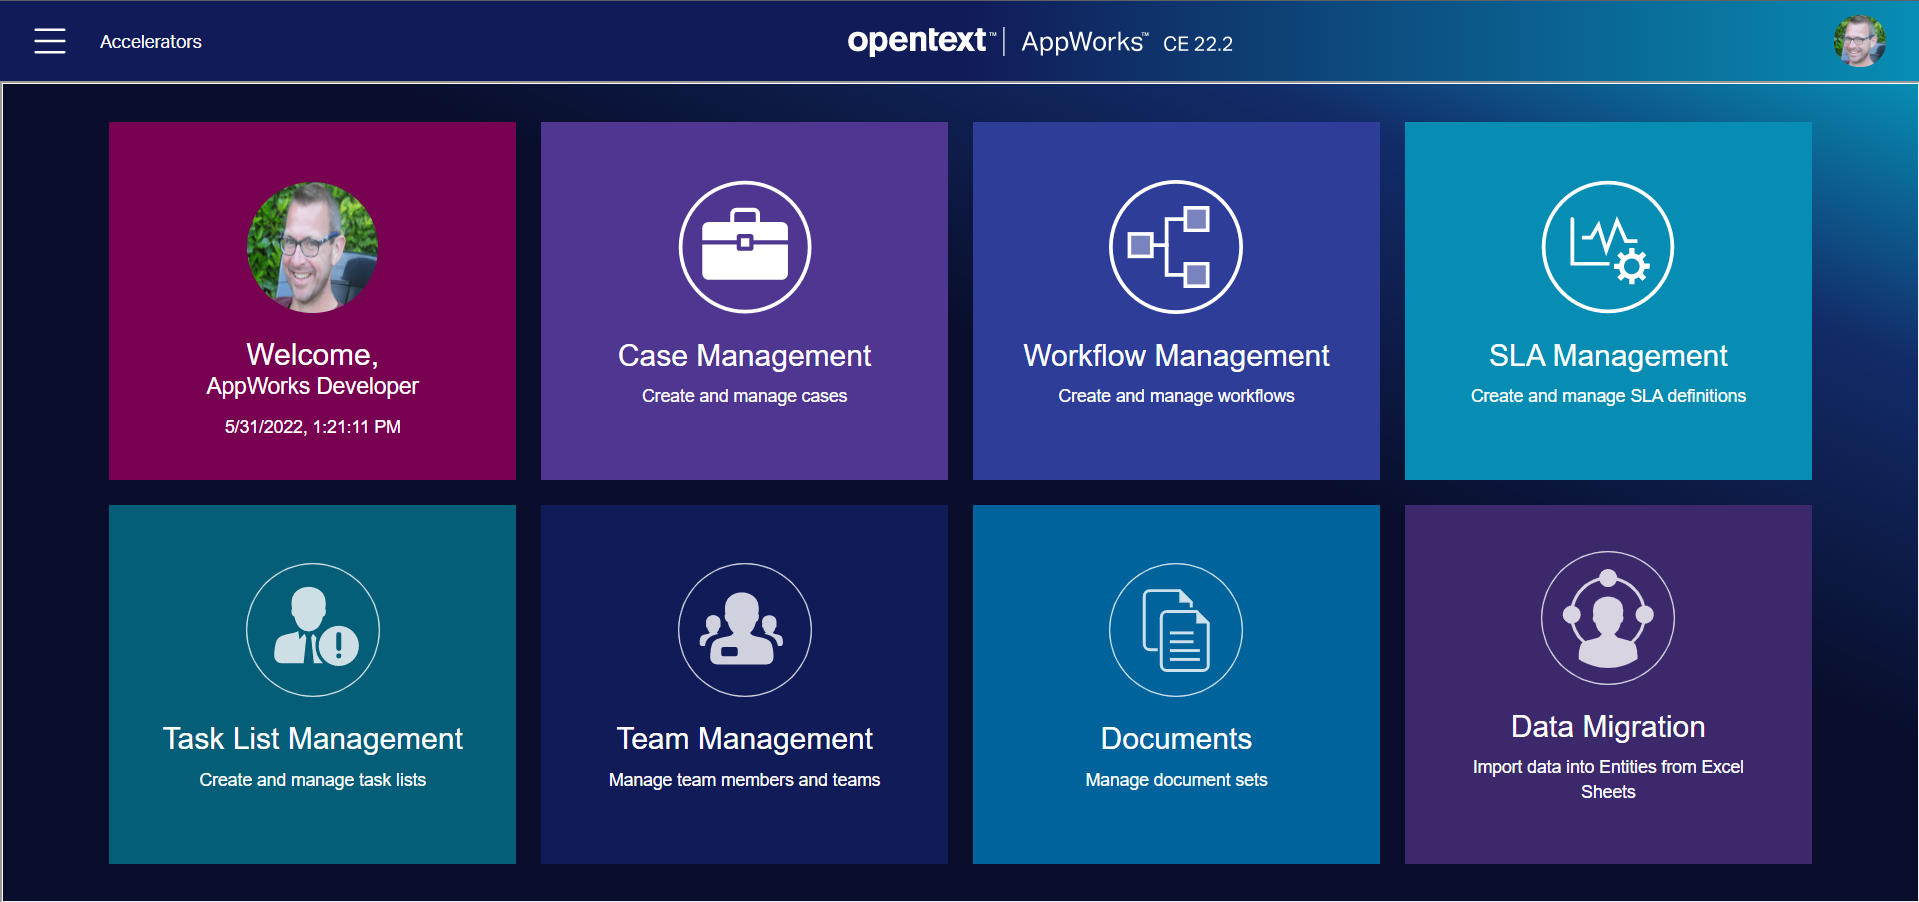 Accelerators
opentext™ | AppWorks™ CE 22.2
Welcome,
AppWorks Developer
5/31/2022, 1:21:11 PM
Case Management
Create and manage cases
Workflow Management
Create and manage workflows
SLA Management
Create and manage SLA definitions
Task List Management
Create and manage task lists
Team Management
Manage team members and teams
Documents
Manage document sets
Data Migration
Import data into Entities from Excel
Sheets